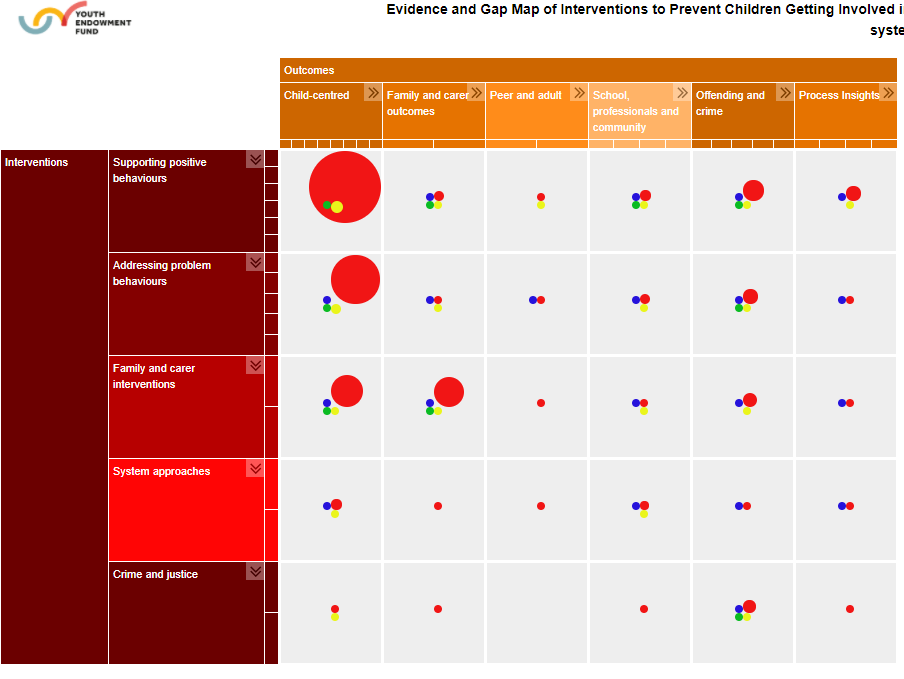 YOUTH
ENDOWMENT
FUND
Evidence and Gap Map of Interventions to Prevent Children Getting Involved i
syste
Outcomes
Child-centred
Family and carer
outcomes
Peer and adult
School,
professionals and
community
Offending and
crime
Process Insights
Interventions
Supporting positive
behaviours
Addressing problem
behaviours
Family and carer
interventions
System approaches
Crime and justice